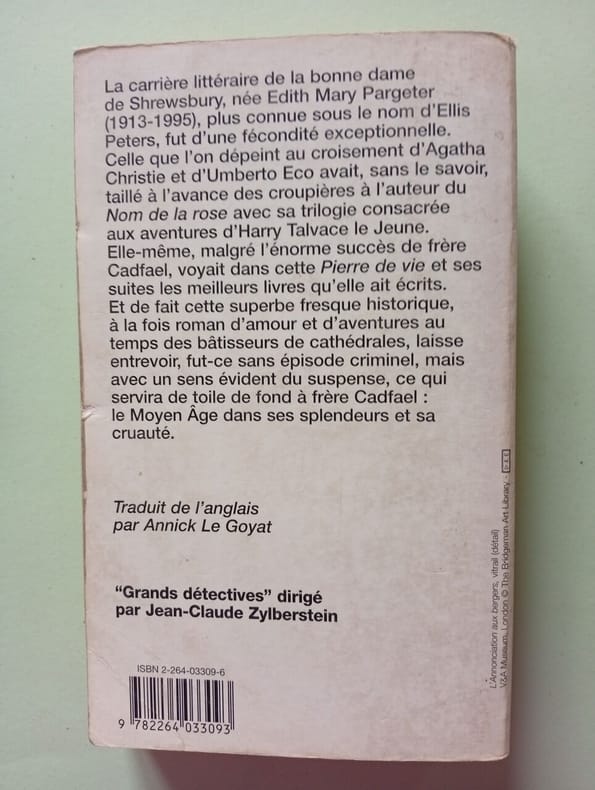 La carrière littéraire de la bonne dame
de Shrewsbury, née Edith Mary Pargeter
(1913-1995), plus connue sous le nom d'Ellis
Peters, fut d'une fécondité exceptionnelle.
Celle que l'on dépeint au croisement d'Agatha
Christie et d'Umberto Eco avait, sans le savoir,
taillé à l'avance des croupières à l'auteur du
Nom de la rose avec sa trilogie consacrée
aux aventures d'Harry Talvace le Jeune.
Elle-même, malgré l'énorme succès de frère
Cadfael, voyait dans cette Pierre de vie et ses
suites les meilleurs livres qu'elle ait écrits.
Et de fait cette superbe fresque historique,
à la fois roman d'amour et d'aventures au
temps des bâtisseurs de cathédrales, laisse
entrevoir, fut-ce sans épisode criminel, mais
avec un sens évident du suspense, ce qui
servira de toile de fond à frère Cadfael :
le Moyen Âge dans ses splendeurs et sa
cruauté.
Traduit de l'anglais
par Annick Le Goyat
"Grands détectives" dirigé
par Jean-Claude Zylberstein
ISBN 2-264-03309-6
9 782264 033093
L'Annonciation aux bergers, vitrail (détail)
V&A Museum, London © The Bridgeman Art Library -